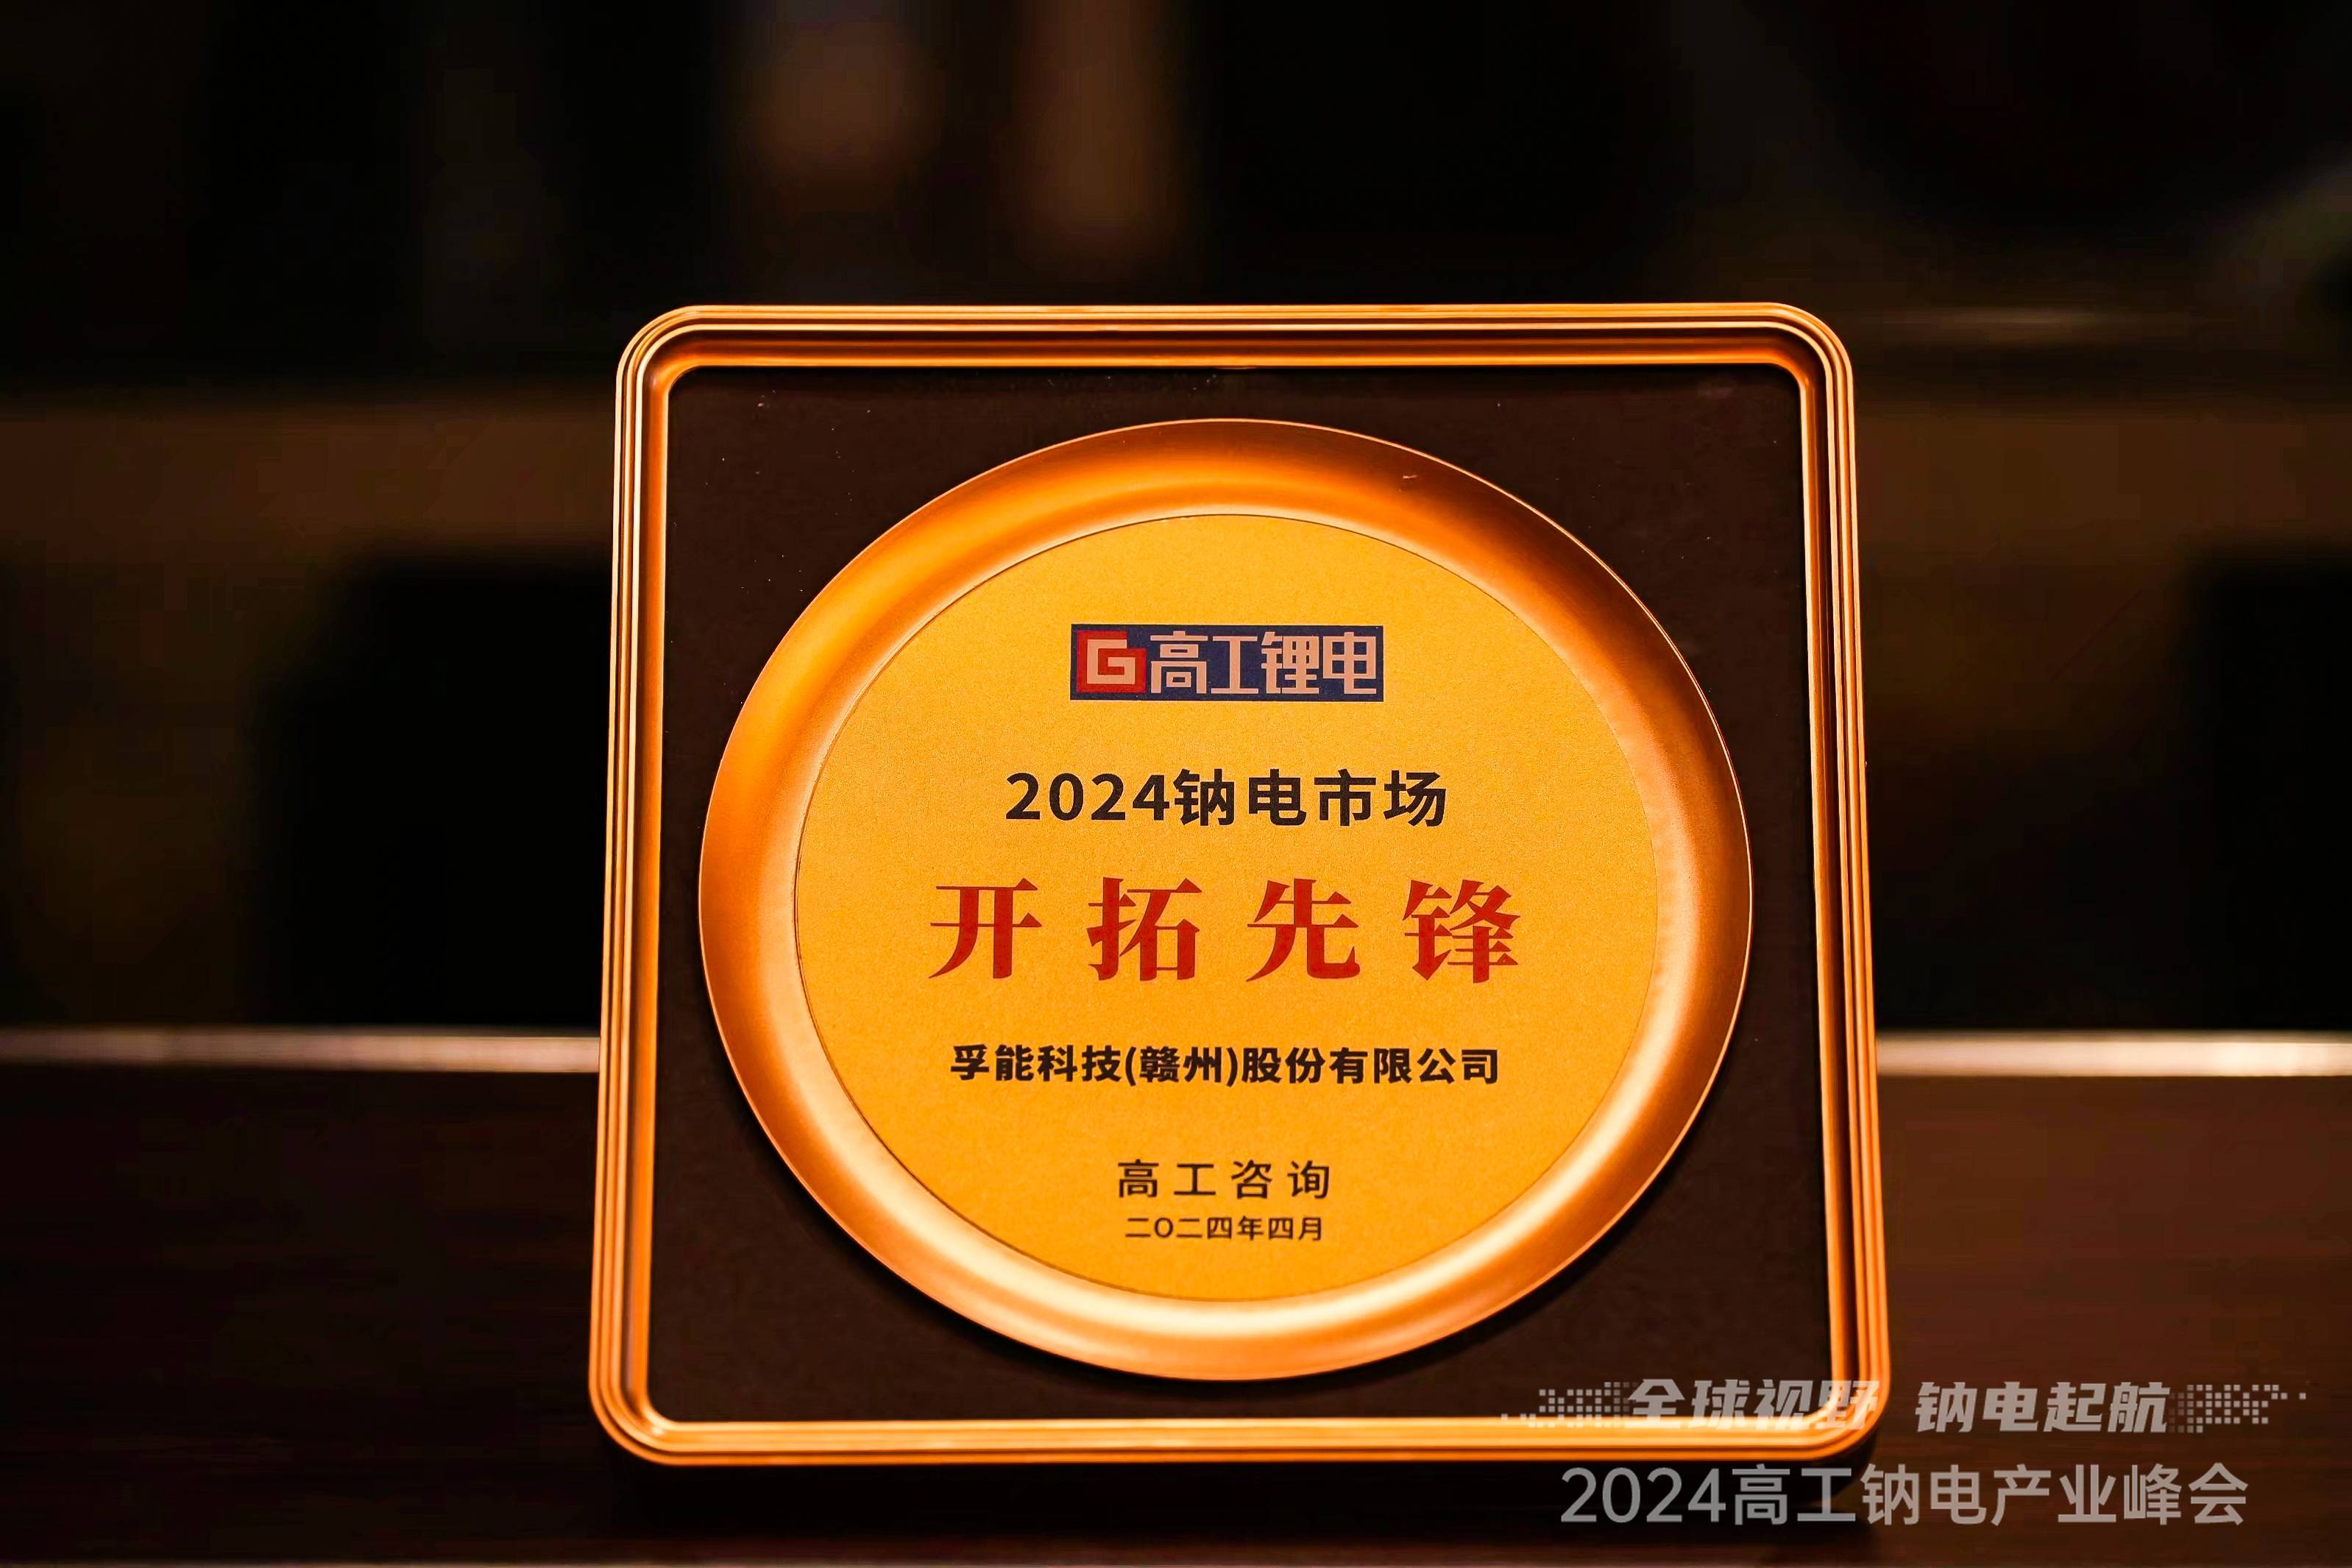 G高工锂电
2024钠电市场
开拓先锋
孚能科技(赣州)股份有限公司
高工咨询
二〇二四年四月
全球视野 钠电起航
2024高工钠电产业峰会